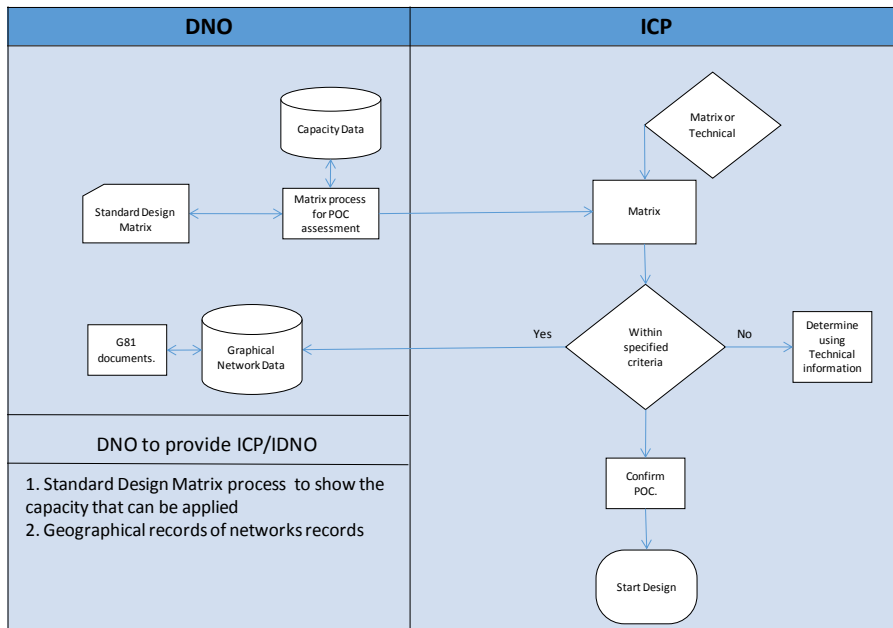 DNO
ICP
Capacity Data
Matrix or
Technical
Standard Design
Matrix
Matrix process
for POC
assessment
Matrix
G81
documents.
Graphical
Network Data
Yes
Within
specified
criteria
No
Determine
using
Technical
information
DNO to provide ICP/IDNO
1. Standard Design Matrix process to show the
capacity that can be applied
2. Geographical records of networks records
Confirm
POC.
Start Design